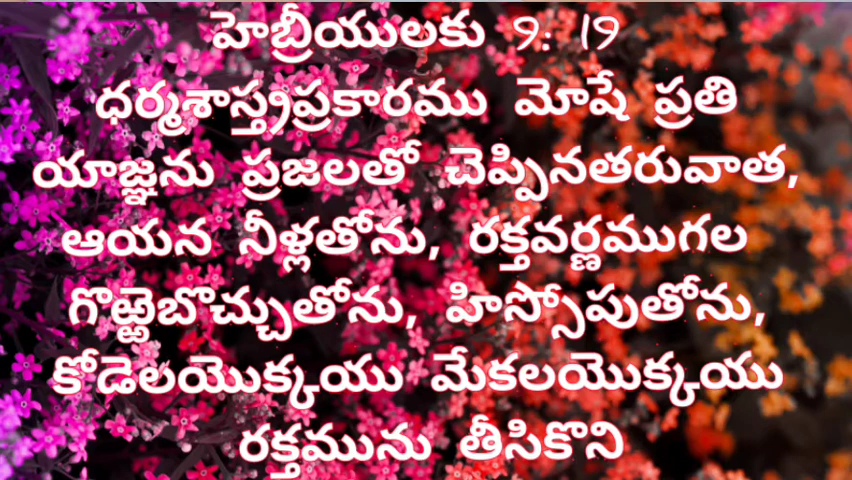 హెబ్రీయులకు 9: 19
ధర్మశాస్త్రప్రకారము మోషే ప్రతి
యాజ్ఞను ప్రజలతో చెప్పినతరువాత,
ఆయన నీళ్లతోను, రక్తవర్ణముగల
గొఱ్ఱెబొచ్చుతోను, హిస్సోపుతోను,
కోడెలయొక్కయు మేకలయొక్కయు
రక్తమును తీసికొని